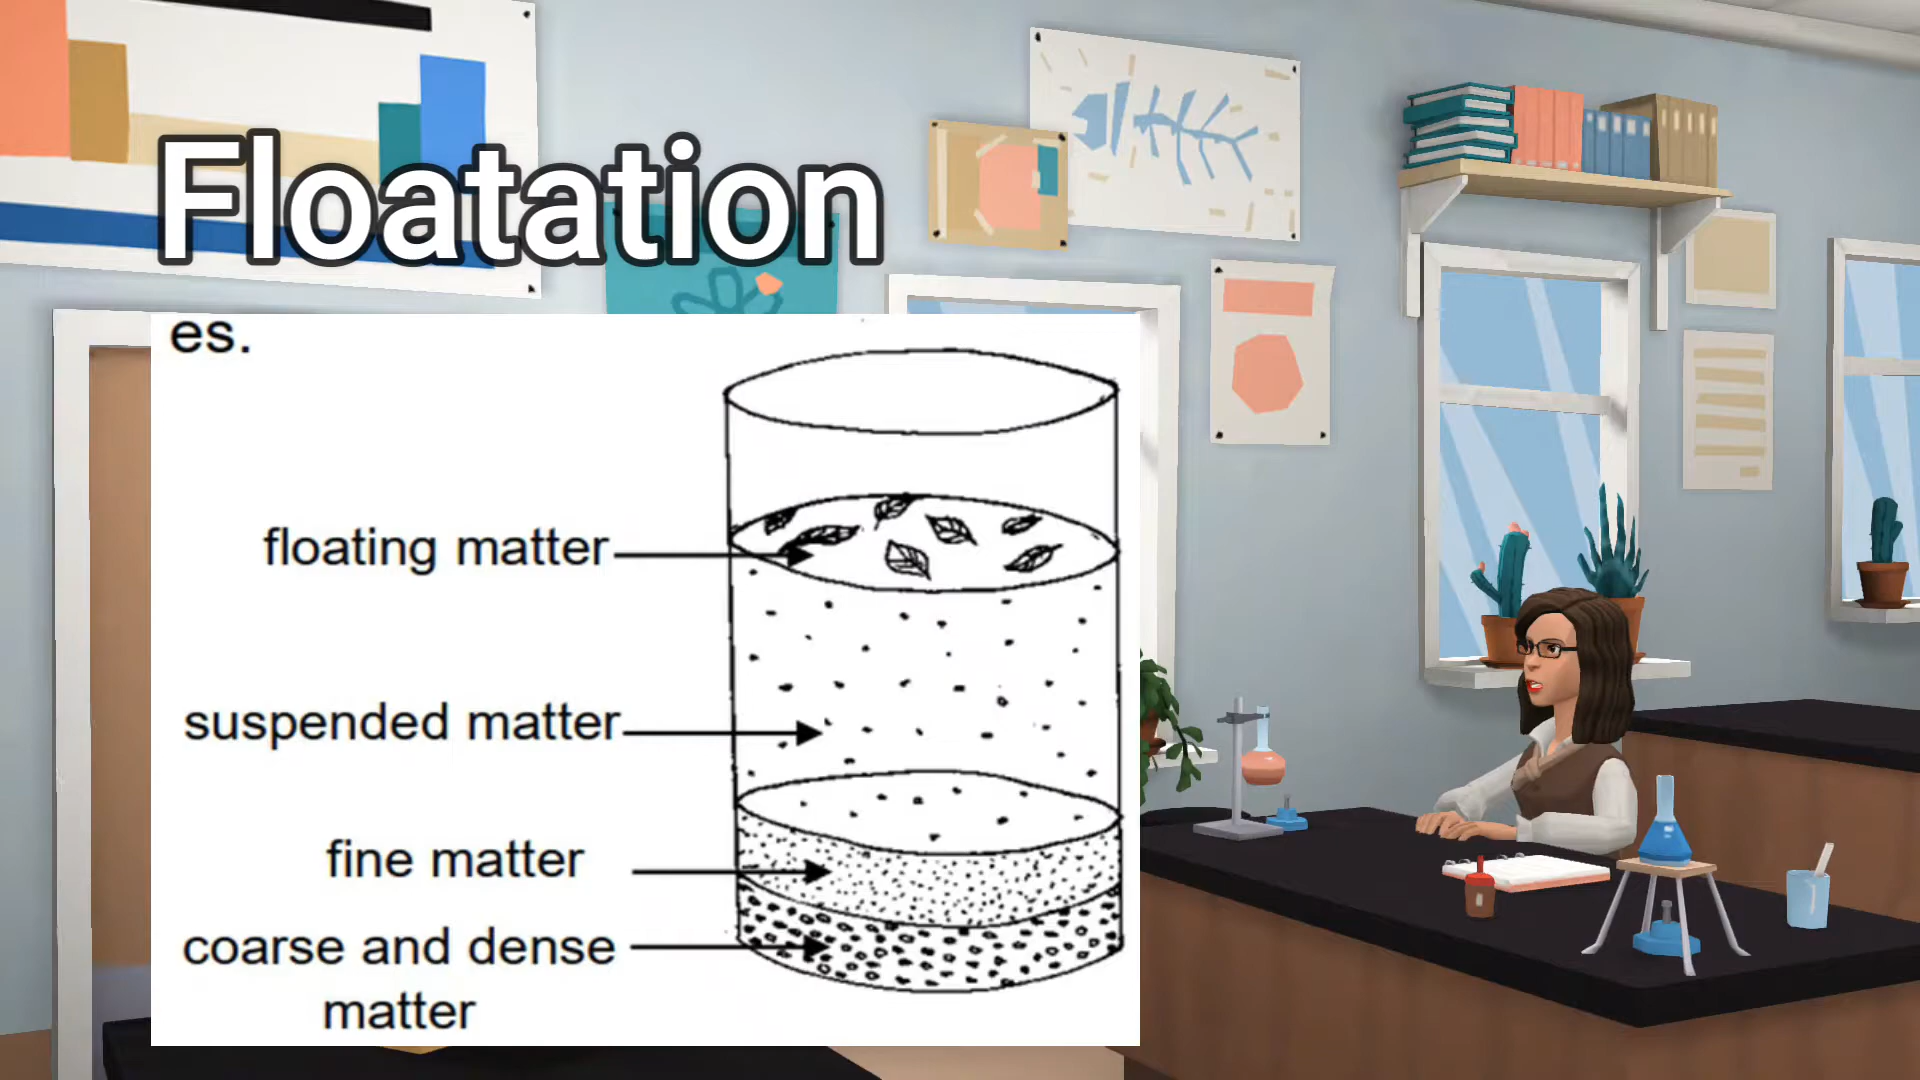 Floatation
es.
floating matter
suspended matter
fine matter
coarse and dense
matter